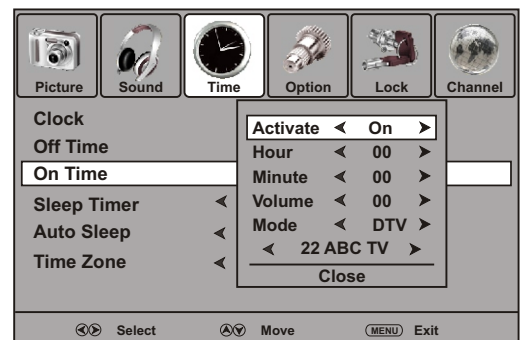 Picture Sound Time Option Lock Channel
Clock
Off Time
On Time
Sleep Timer
Auto Sleep
Time Zone
Activate On
Hour 00
Minute 00
Volume 00
Mode DTV
22 ABC TV
Close
Select Move MENU Exit